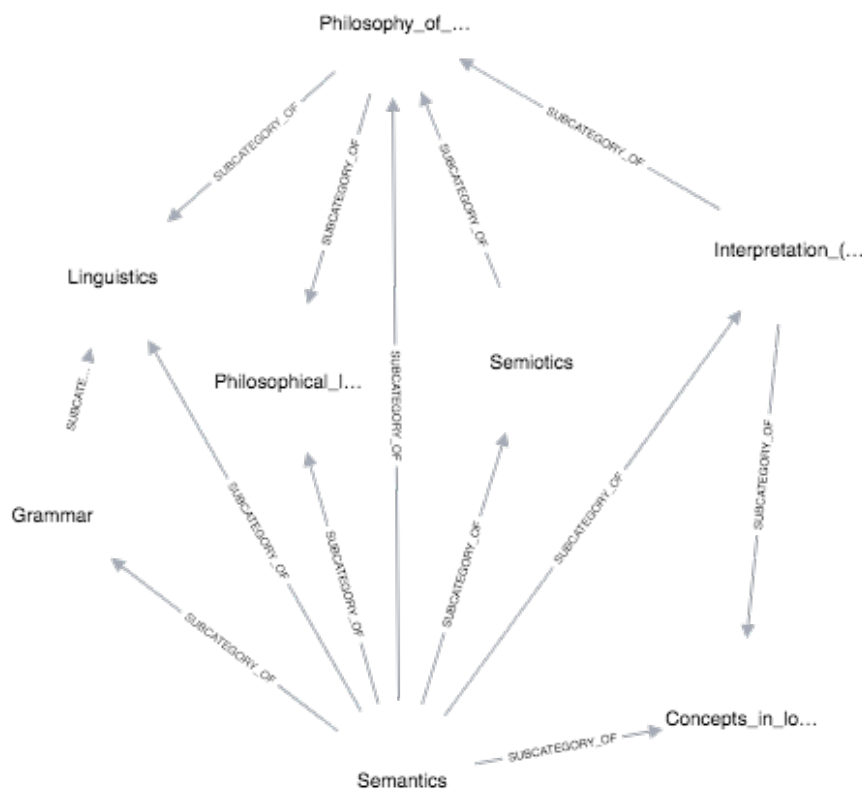 Philosophy_of_...
SUBCATEGORY_OF
SUBCATEGORY_OF
SUBCATEGORY_OF
SUBCATEGORY_OF
Interpretation_(...
Linguistics
Semiotics
Philosophical_l...
SUBCATE...
SUBCATEGORY_OF
SUBCATEGORY_OF
Grammar
SUBCATEGORY_OF
SUBCATEGORY_OF
SUBCATEGORY_OF
SUBCATEGORY_OF
SUBCATEGORY_OF
Concepts_in_lo...
SUBCATEGORY_OF
Semantics